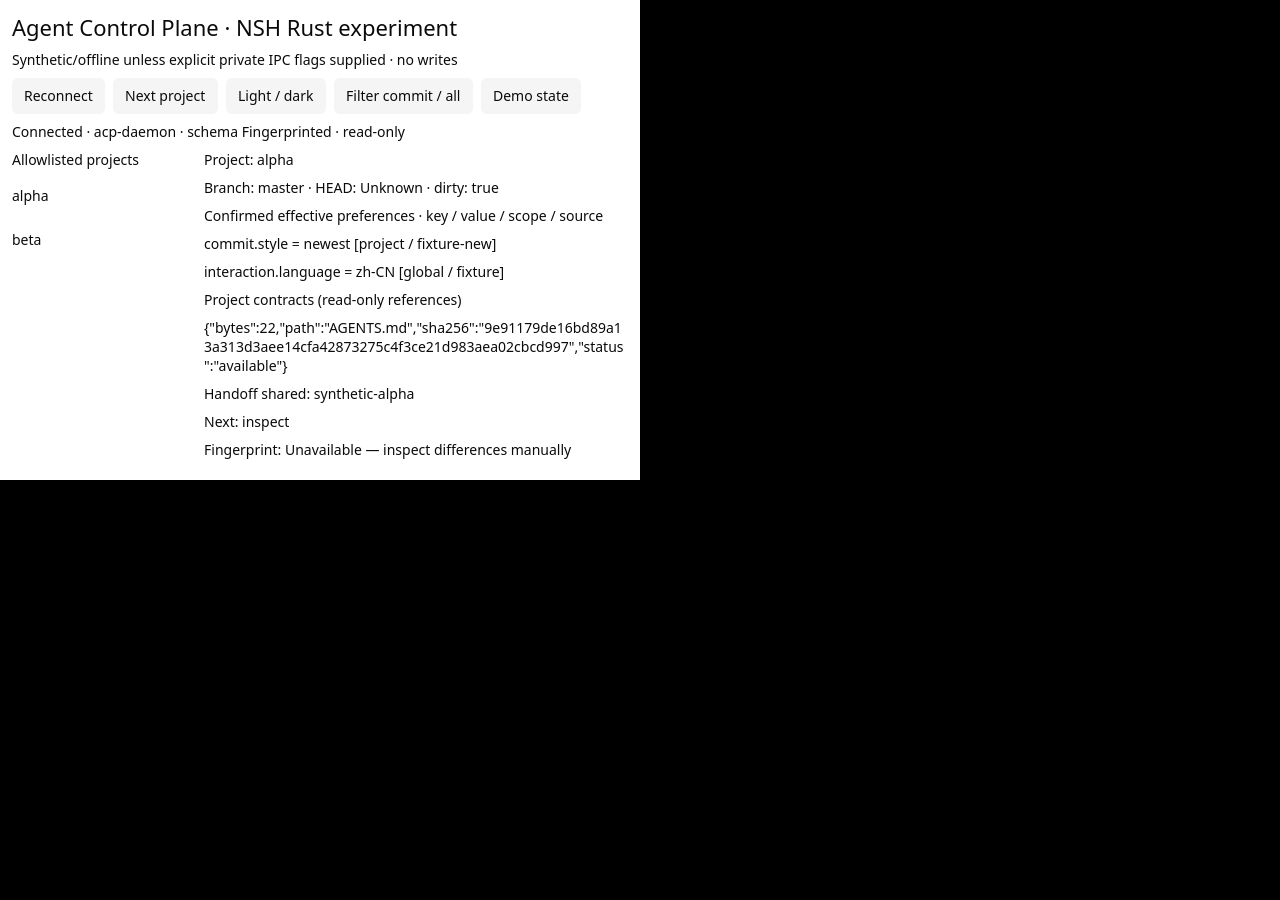 Agent Control Plane · NSH Rust experiment
Synthetic/offline unless explicit private IPC flags supplied · no writes
Reconnect
Next project
Light / dark
Filter commit / all
Demo state
Connected · acp-daemon · schema Fingerprinted · read-only
Allowlisted projects
alpha
beta
Project: alpha
Branch: master · HEAD: Unknown · dirty: true
Confirmed effective preferences · key / value / scope / source
commit.style = newest [project / fixture-new]
interaction.language = zh-CN [global / fixture]
Project contracts (read-only references)
{"bytes":22,"path":"AGENTS.md","sha256":"9e91179de16bd89a1
3a313d3aee14cfa42873275c4f3ce21d983aea02cbcd997","status
":"available"}
Handoff shared: synthetic-alpha
Next: inspect
Fingerprint: Unavailable — inspect differences manually